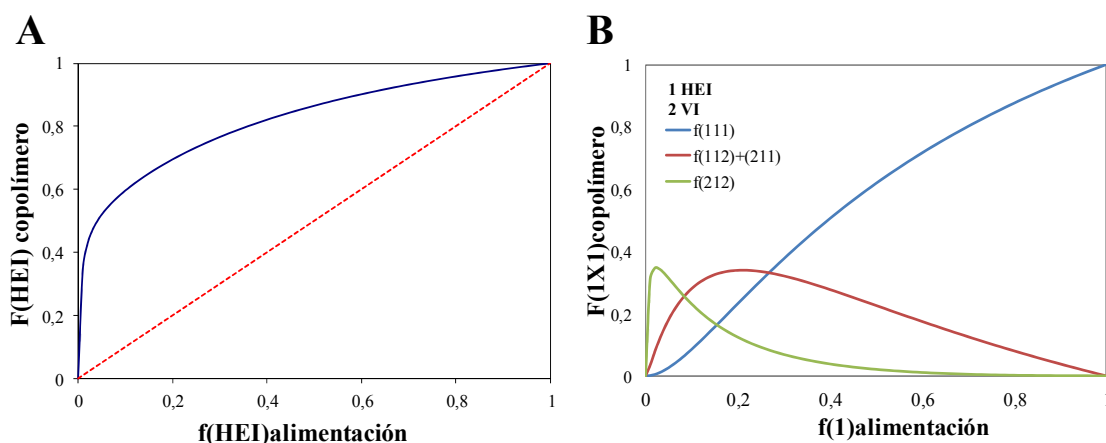 A
F(HEI) copolímero
1
0,8
0,6
0,4
0,2
0
0
0,2
0,4
0,6
0,8
1
f(HEI)alimentación
B
F(1X1)copolímero
1
0,8
0,6
0,4
0,2
0
1 HEI
2 VI
f(111)
f(112)+(211)
f(212)
0
0,2
0,4
0,6
0,8
1
f(1)alimentación